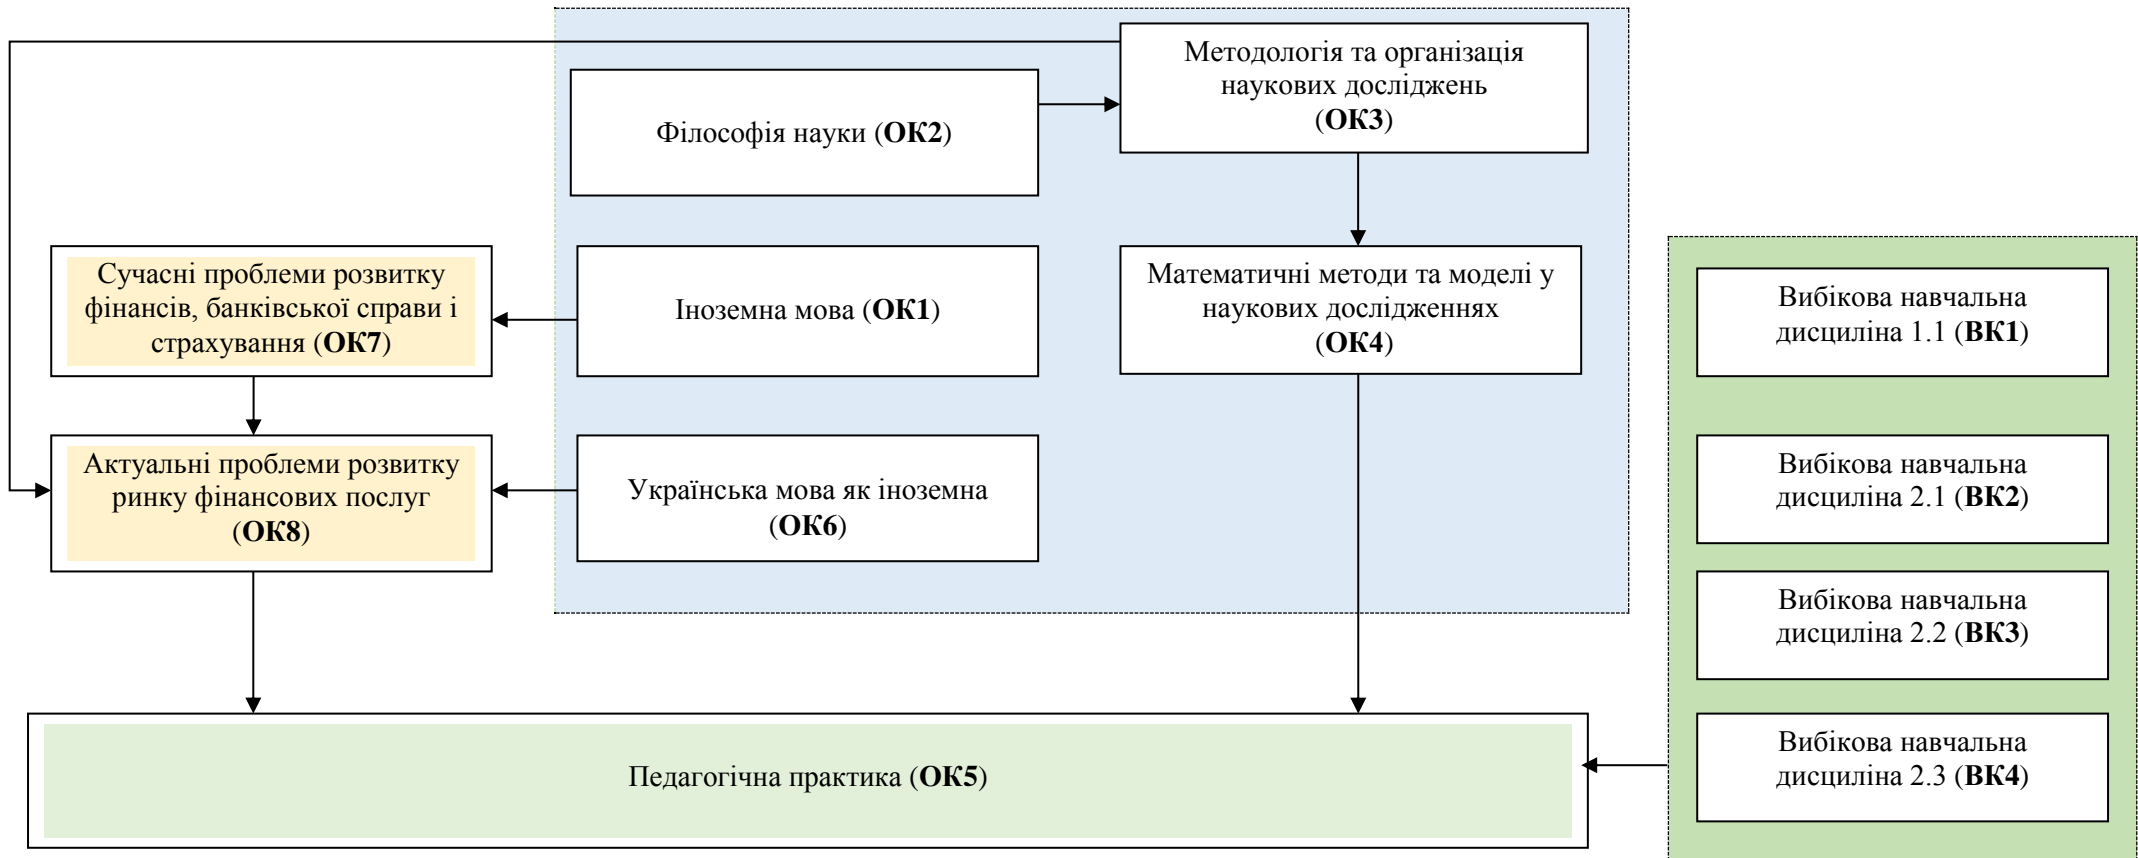 Методологія та організація
наукових досліджень
(ОК3)
Філософія науки (ОК2)
Сучасні проблеми розвитку
фінансів, банківської справи і
страхування (ОК7)
Іноземна мова (ОК1)
Математичні методи та моделі у
наукових дослідженнях
(ОК4)
Вибікова навчальна
дисциліна 1.1 (ВК1)
Актуальні проблеми розвитку
ринку фінансових послуг
(ОК8)
Українська мова як іноземна
(ОК6)
Вибікова навчальна
дисциліна 2.1 (ВК2)
Вибікова навчальна
дисциліна 2.2 (ВК3)
Педагогічна практика (ОК5)
Вибікова навчальна
дисциліна 2.3 (ВК4)